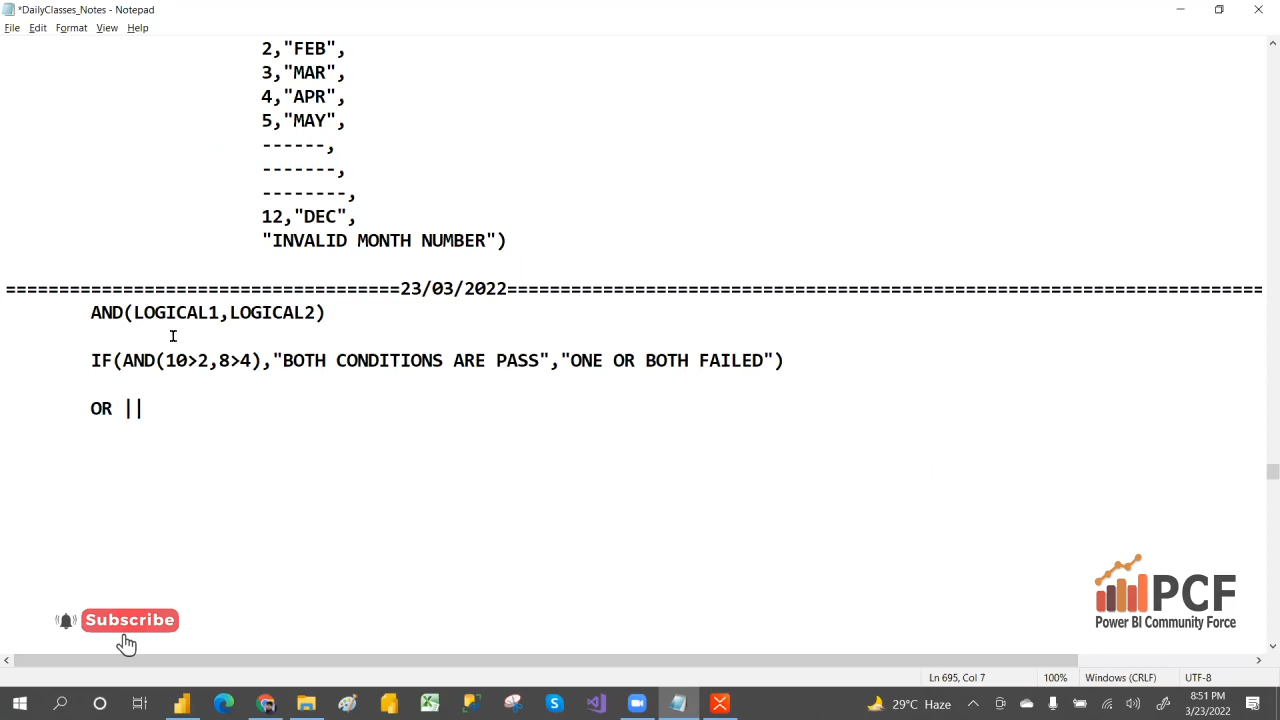 *DailyClasses_Notes - Notepad
File Edit Format View Help
2,"FEB",
3,"MAR",
4,"APR",
5,"MAY",
------,
-------,
--------,
12,"DEC",
"INVALID MONTH NUMBER")
=====================================23/03/2022=======================================================================
AND(LOGICAL1,LOGICAL2)
IF(AND(10>2,8>4),"BOTH CONDITIONS ARE PASS","ONE OR BOTH FAILED")
OR ||
PCF
Power BI Community Force
Subscribe
Ln 695, Col 7 100% Windows (CRLF) UTF-8
29°C Haze
8:51 PM
3/23/2022